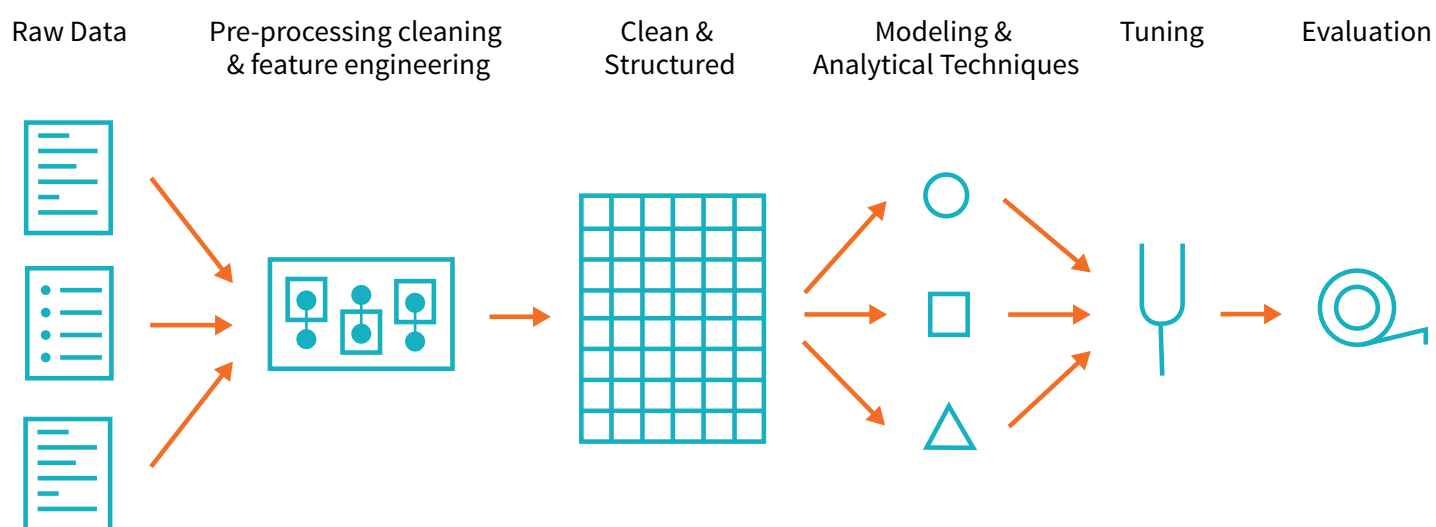 Raw Data
Pre-processing cleaning
& feature engineering
Clean &
Structured
Modeling &
Analytical Techniques
Tuning
Evaluation